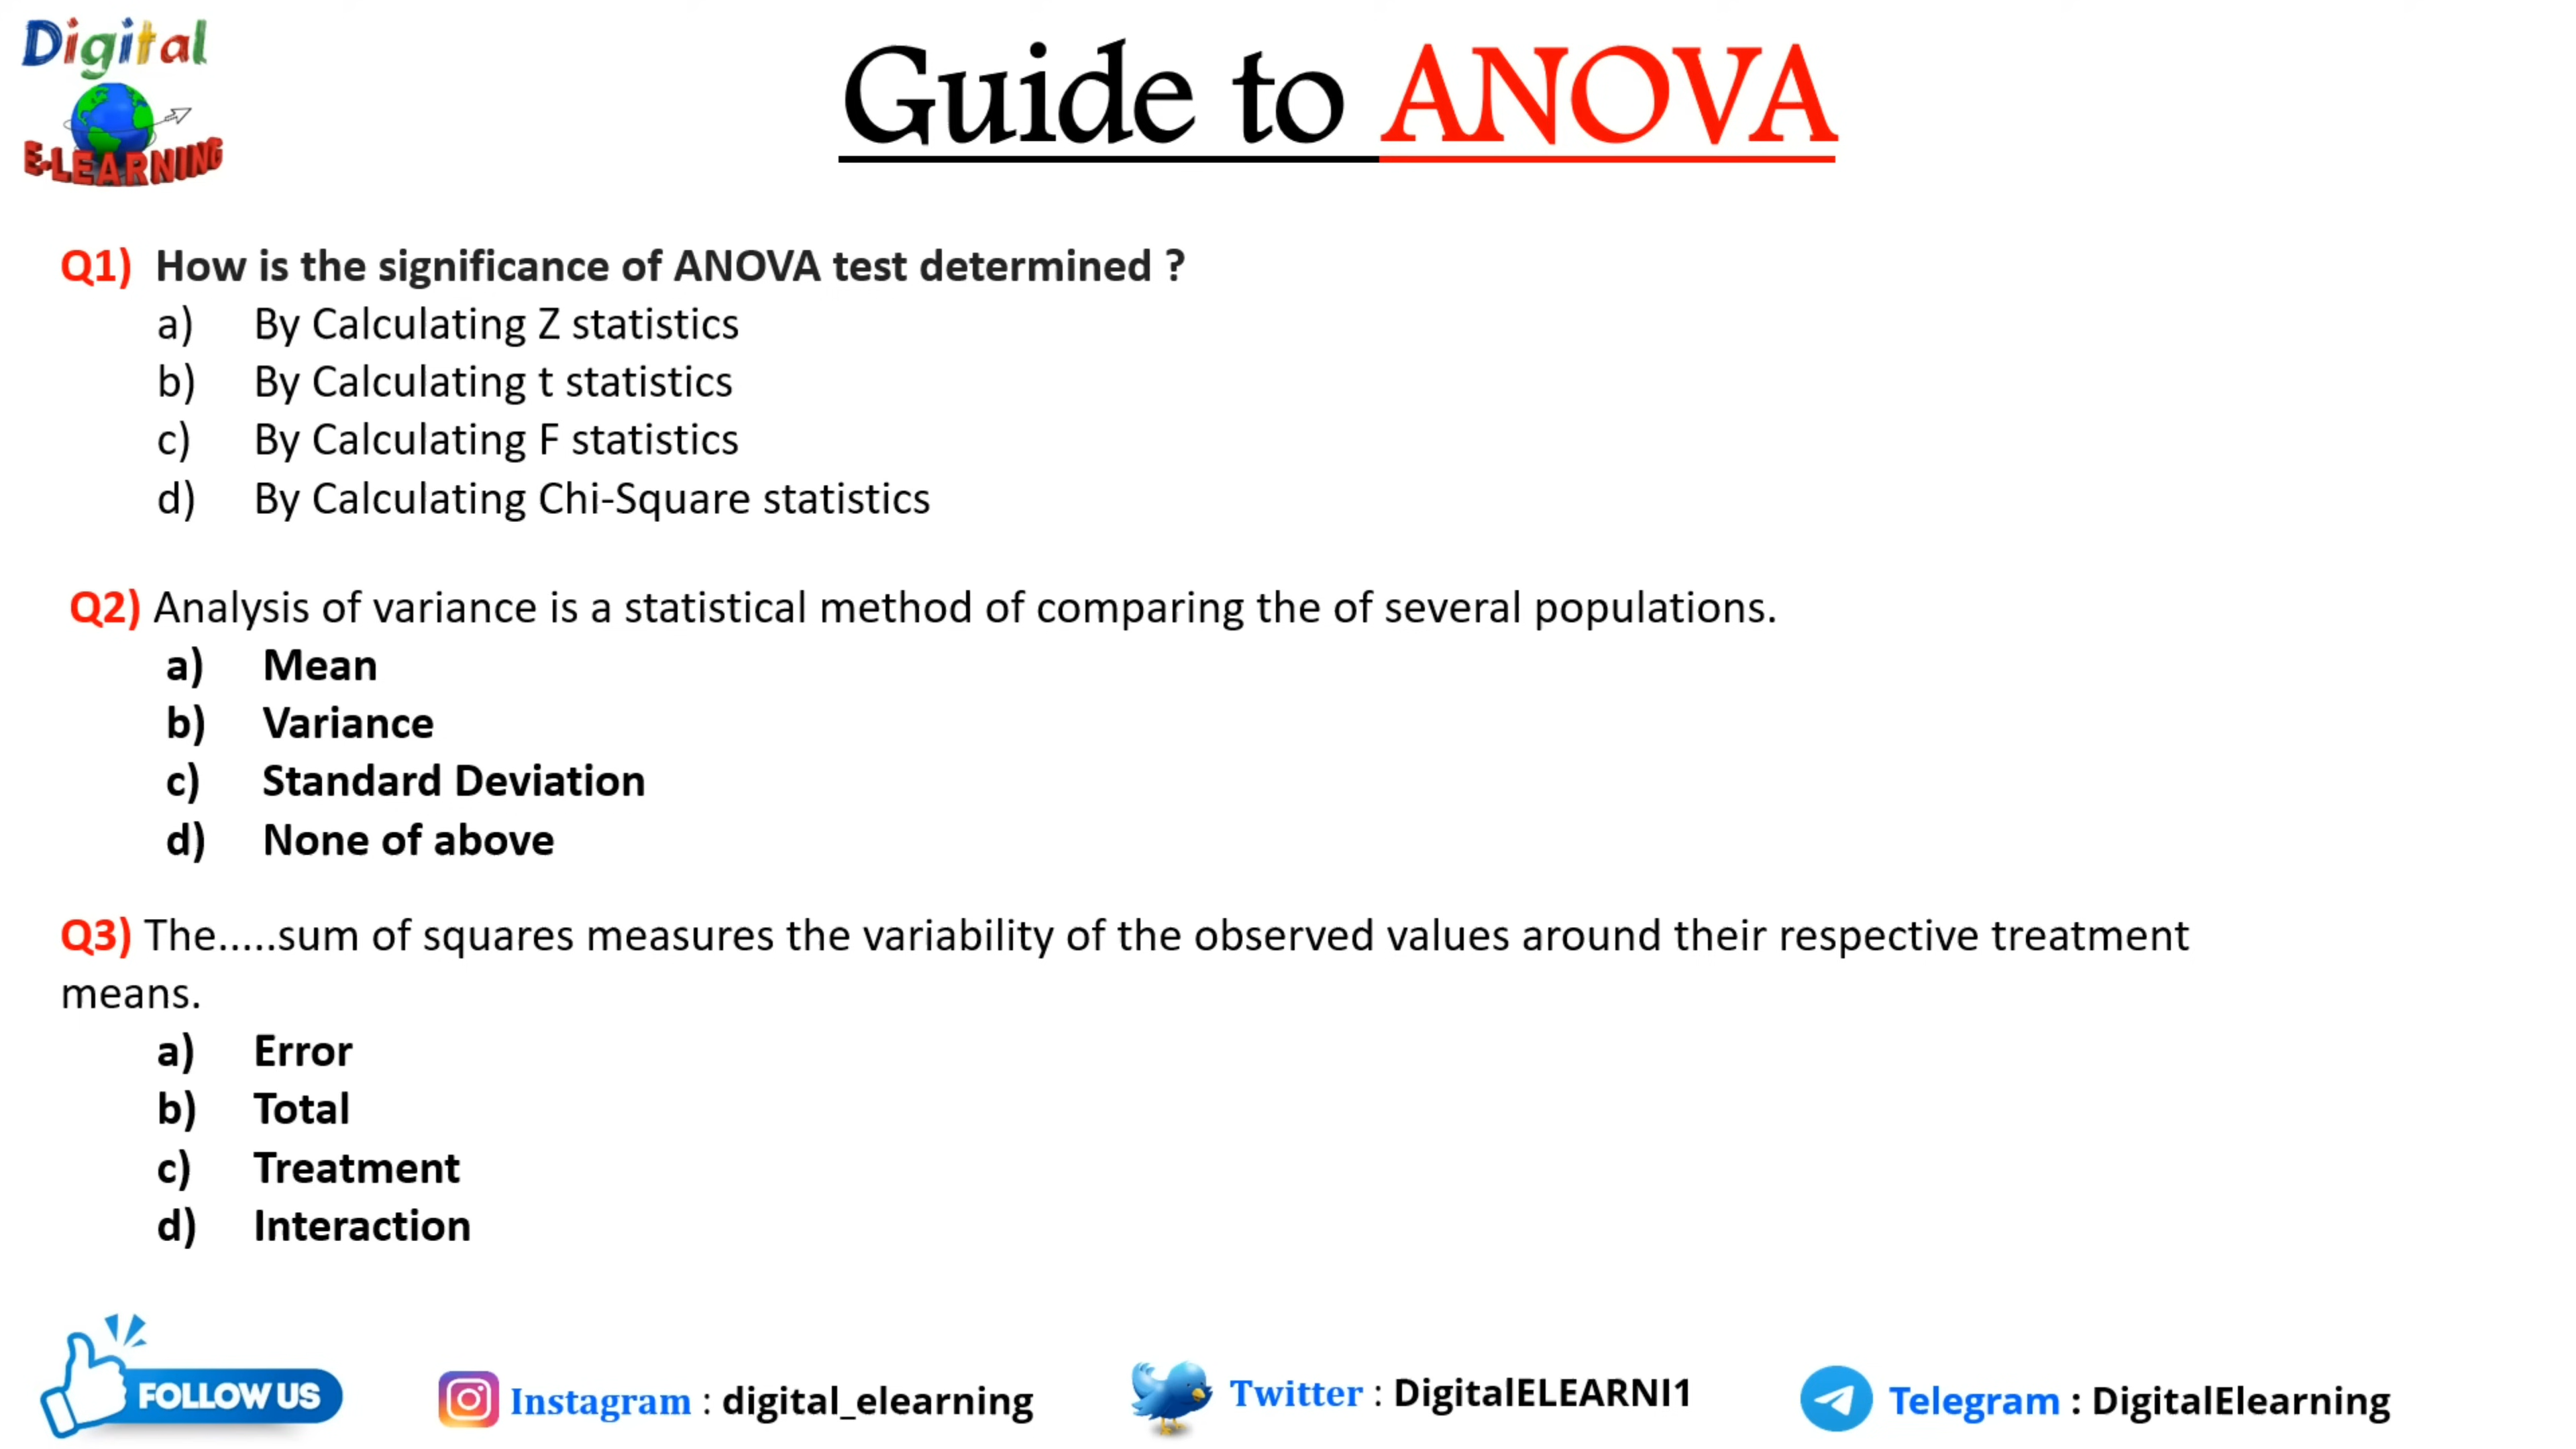 Digital
E-LEARNING
Guide to ANOVA
Q1) How is the significance of ANOVA test determined ?
a) By Calculating Z statistics
b) By Calculating t statistics
c) By Calculating F statistics
d) By Calculating Chi-Square statistics
Q2) Analysis of variance is a statistical method of comparing the of several populations.
a) Mean
b) Variance
c) Standard Deviation
d) None of above
Q3) The.....sum of squares measures the variability of the observed values around their respective treatment
means.
a) Error
b) Total
c) Treatment
d) Interaction
FOLLOW US
Instagram : digital_elearning
Twitter : DigitalELEARNI1
Telegram : DigitalElearning